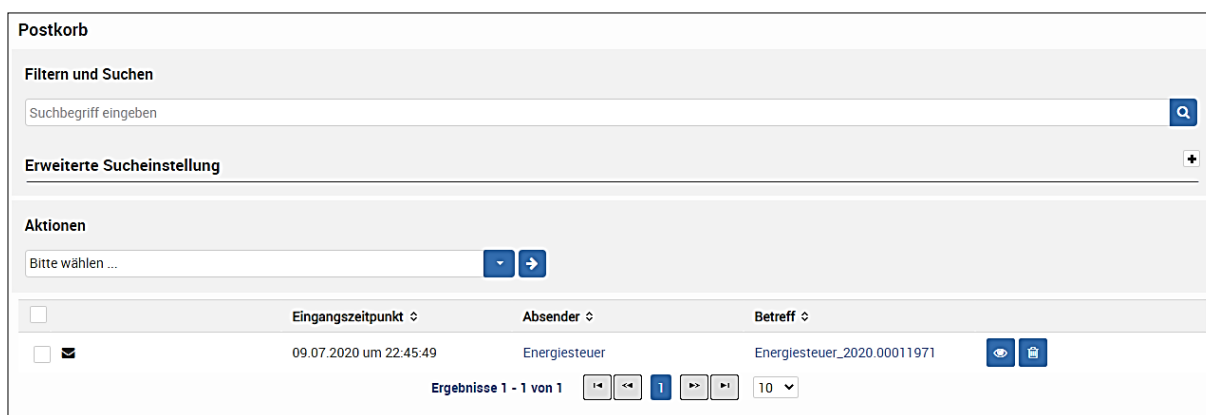 Postkorb
Filtern und Suchen
Suchbegriff eingeben
Erweiterte Sucheinstellung
Aktionen
Bitte wählen ...
Eingangszeitpunkt Absender Betreff
09.07.2020 um 22:45:49 Energiesteuer Energiesteuer_2020.00011971
Ergebnisse 1 - 1 von 1 1 10